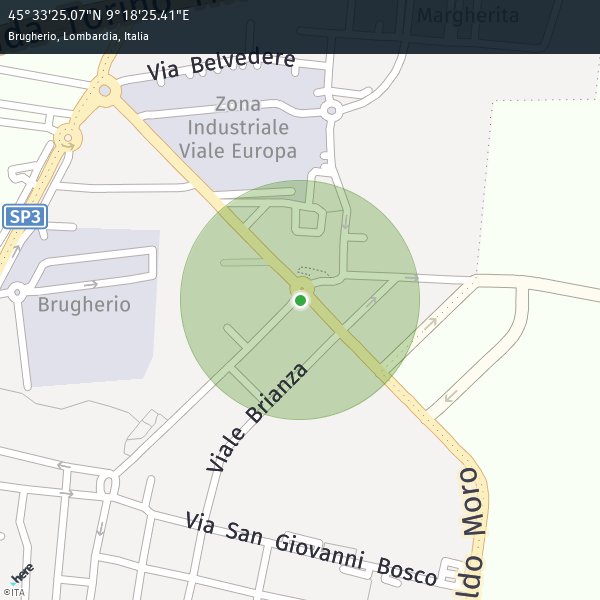 45°33'25.07"N 9°18'25.41"E
Brugherio, Lombardia, Italia
Margherita
Via Belvedere
Zona
Industriale
Viale Europa
SP3
Brugherio
Viale Brianza
Via San Giovanni Bosco
ldo Moro
here
©ITA